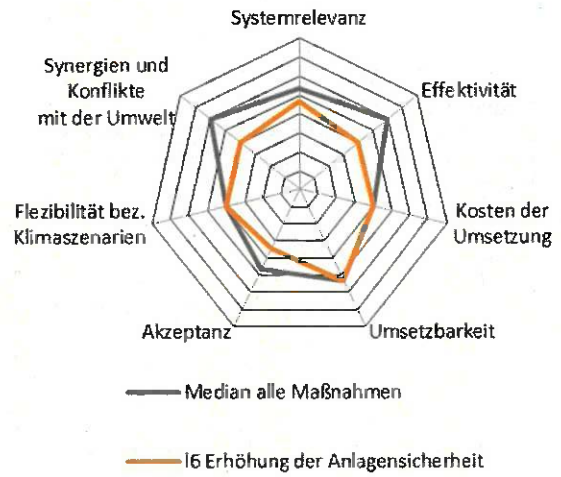 Systemrelevanz
Synergien und
Konflikte
mit der Umwelt
Effektivität
Flezibilität bez.
Klimaszenarien
Kosten der
Umsetzung
Akzeptanz
Umsetzbarkeit
Median alle Maßnahmen
I6 Erhöhung der Anlagensicherheit